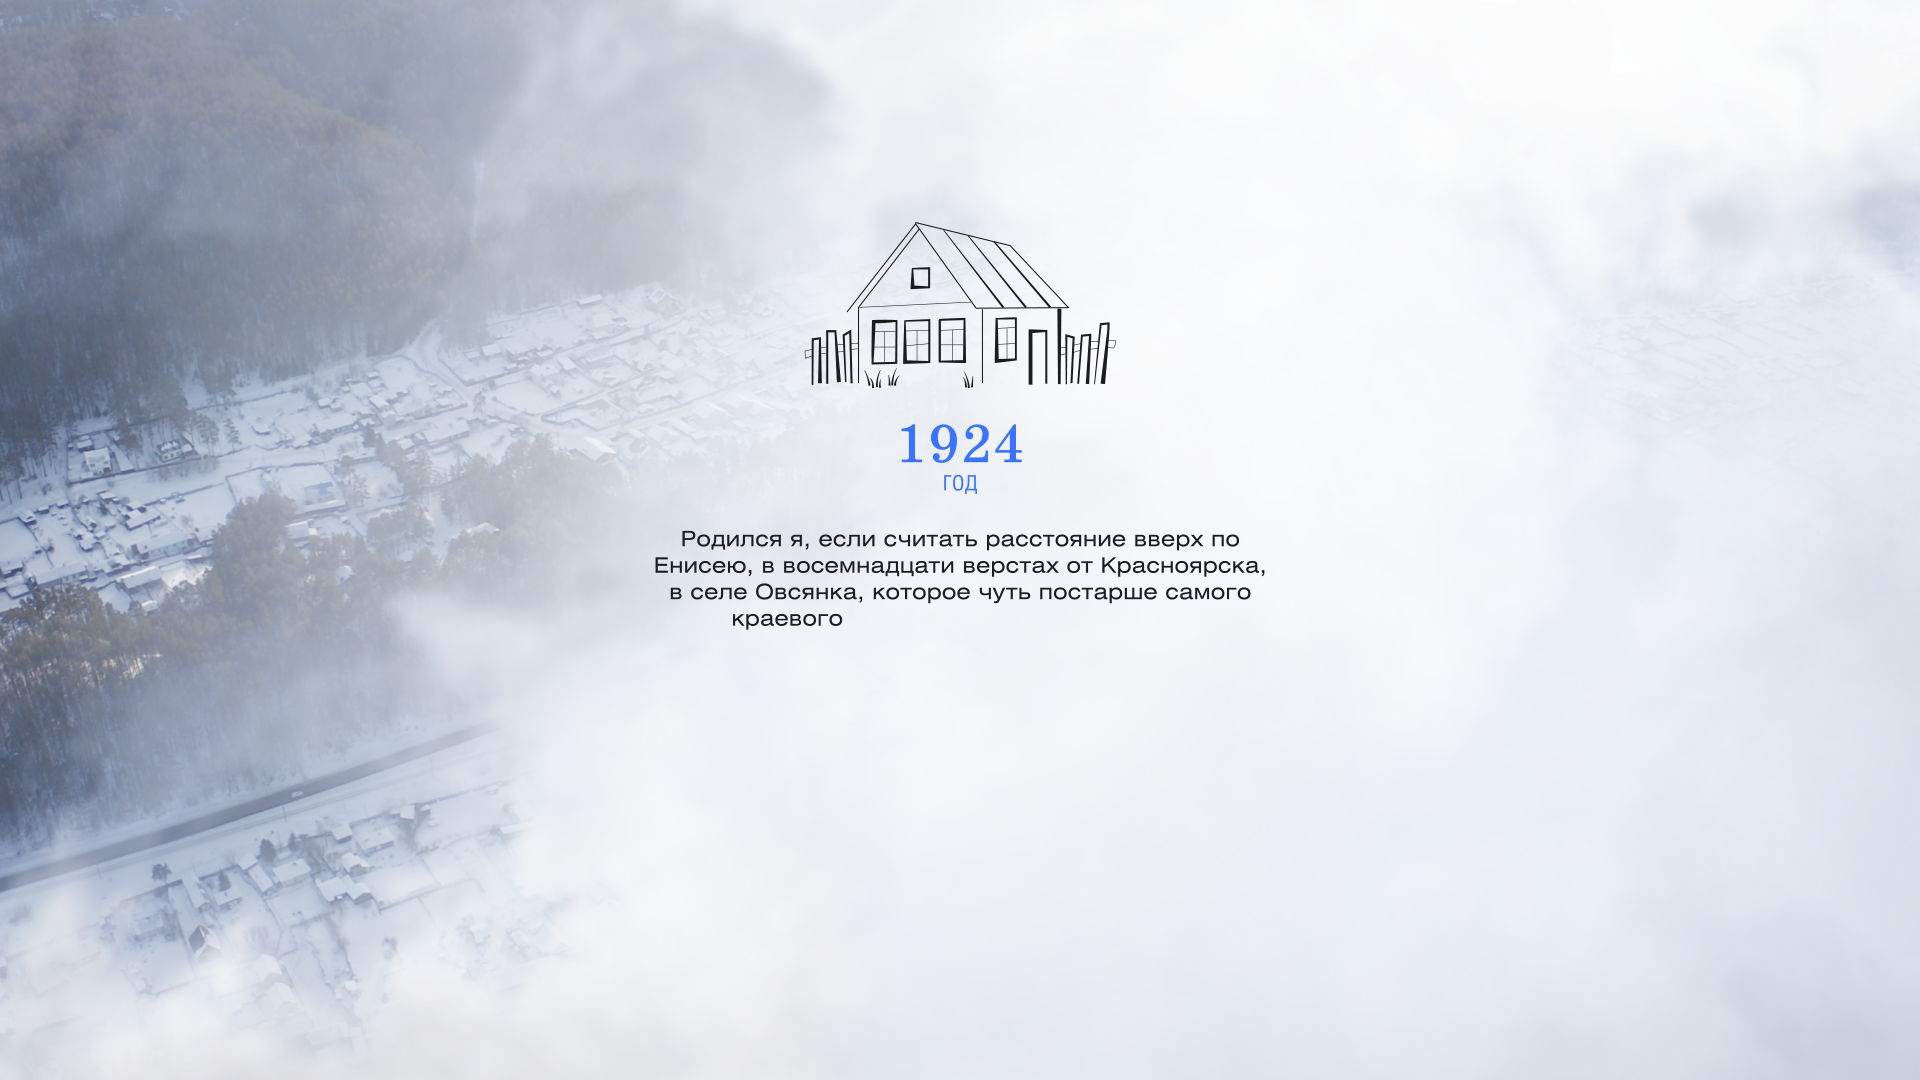 1924
ГОД
Родился я, если считать расстояние вверх по
Енисею, в восемнадцати верстах от Красноярска,
в селе Овсянка, которое чуть постарше самого
краевого